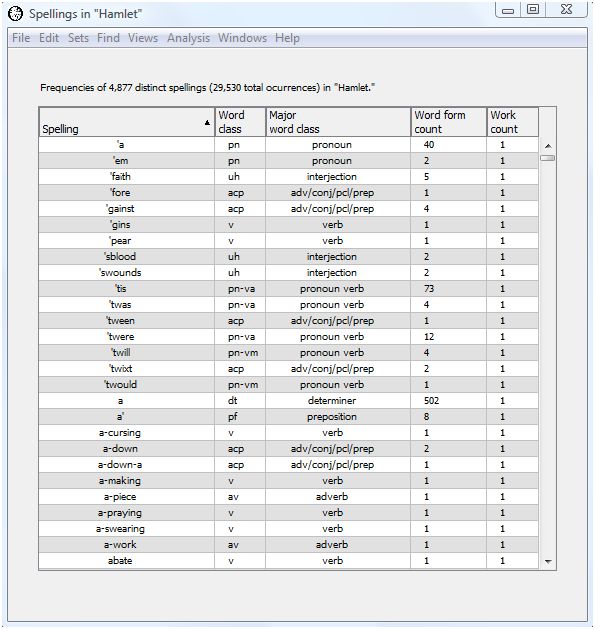 Spellings in "Hamlet"
File Edit Sets Find Views Analysis Windows Help
Frequencies of 4,877 distinct spellings (29,530 total ocurrences) in "Hamlet."
Spelling Word class Major word class Word form count Work count
'a pn pronoun 40 1
'em pn pronoun 2 1
'faith uh interjection 5 1
'fore acp adv/conj/pcl/prep 1 1
'gainst acp adv/conj/pcl/prep 4 1
'gins v verb 1 1
'pear v verb 1 1
'sblood uh interjection 2 1
'swounds uh interjection 2 1
'tis pn-va pronoun verb 73 1
'twas pn-va pronoun verb 4 1
'tween acp adv/conj/pcl/prep 1 1
'twere pn-va pronoun verb 12 1
'twill pn-vm pronoun verb 4 1
'twixt acp adv/conj/pcl/prep 2 1
'twould pn-vm pronoun verb 1 1
a dt determiner 502 1
a' pf preposition 8 1
a-cursing v verb 1 1
a-down acp adv/conj/pcl/prep 2 1
a-down-a acp adv/conj/pcl/prep 1 1
a-making v verb 1 1
a-piece av adverb 1 1
a-praying v verb 1 1
a-swearing v verb 1 1
a-work av adverb 1 1
abate v verb 1 1